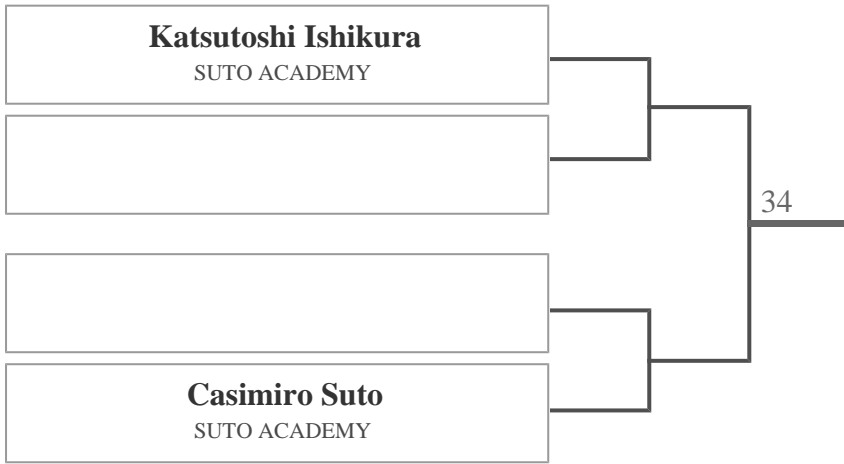 Katsutoshi Ishikura
SUTO ACADEMY
34
Casimiro Suto
SUTO ACADEMY